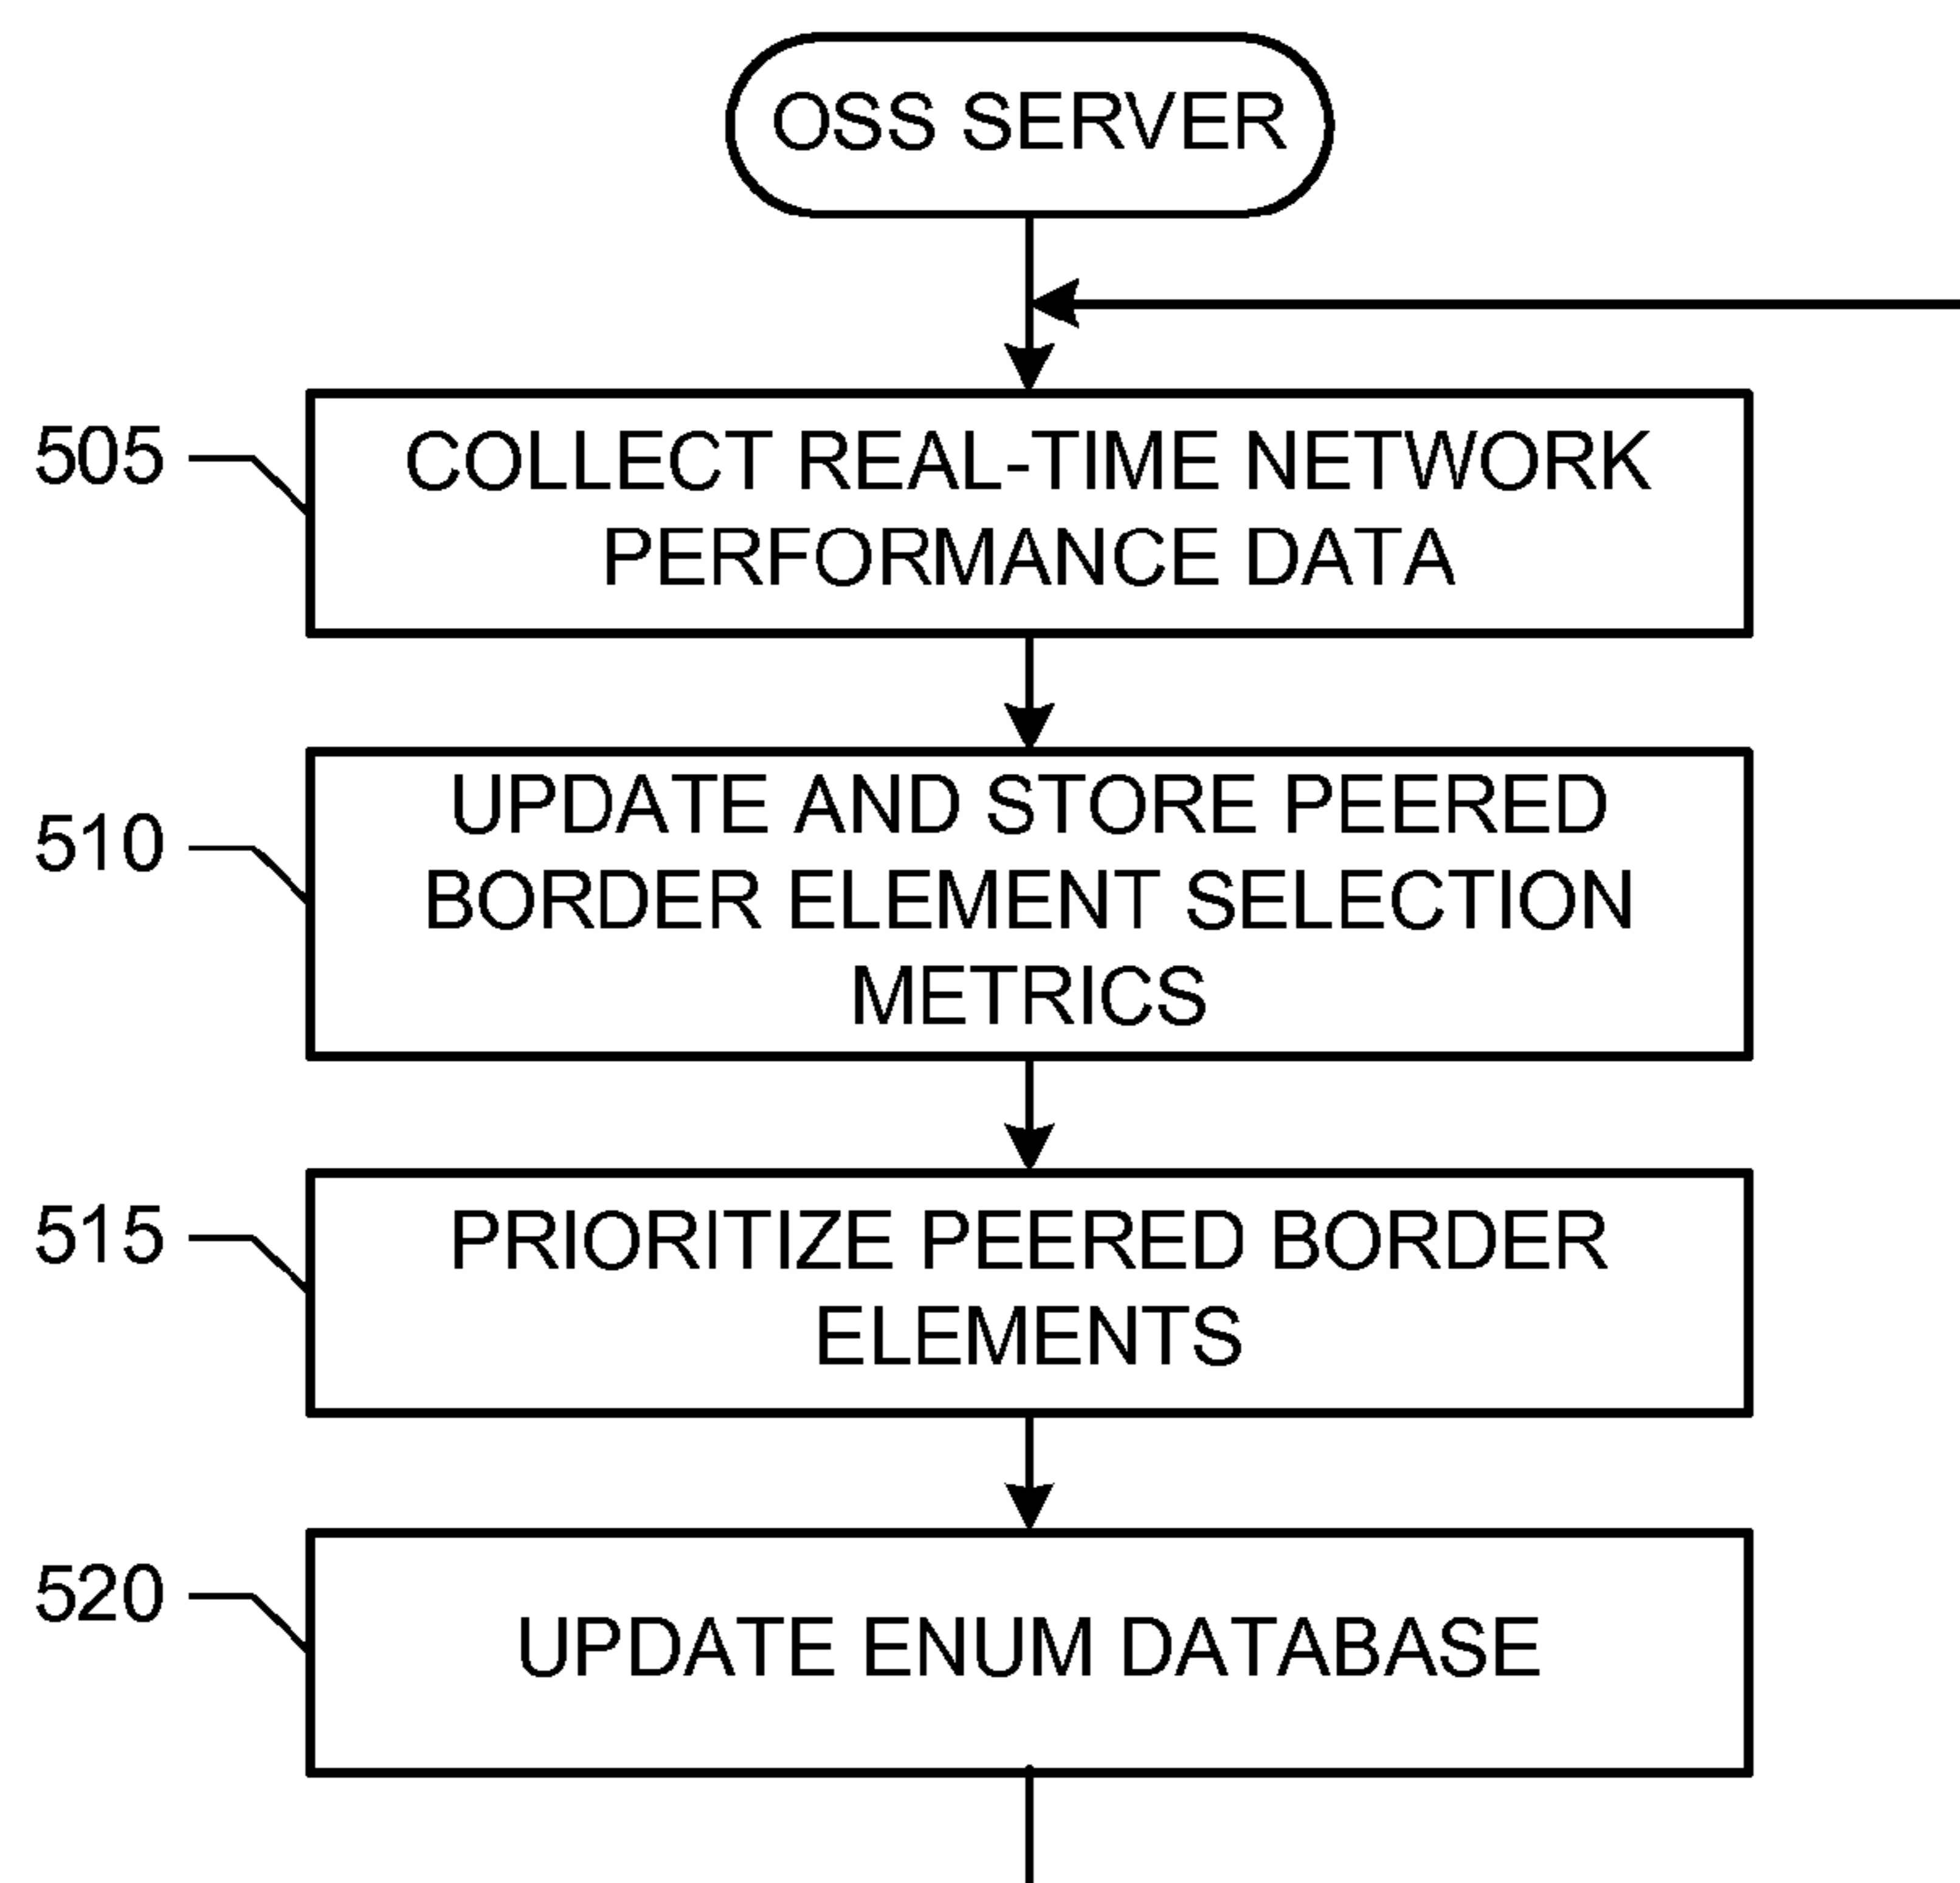 OSS SERVER
505
COLLECT REAL-TIME NETWORK
PERFORMANCE DATA
510
UPDATE AND STORE PEERED
BORDER ELEMENT SELECTION
METRICS
515
PRIORITIZE PEERED BORDER
ELEMENTS
520
UPDATE ENUM DATABASE